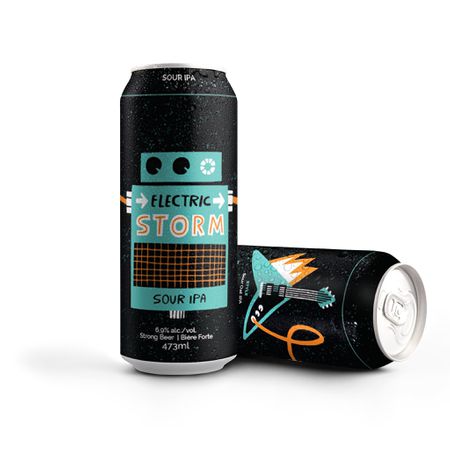 SOUR IPA
ELECTRIC
STORM
SOUR IPA
6.9% alc./vol.
Strong Beer | Bière Forte
473ml